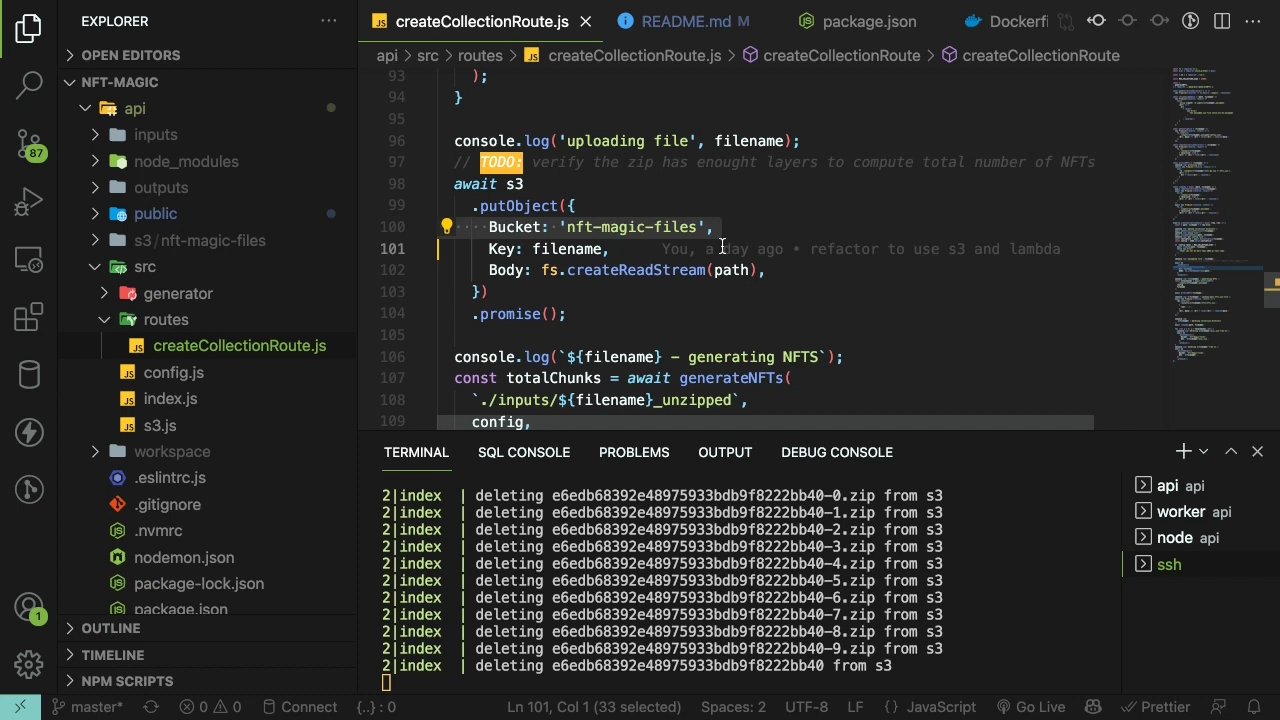 EXPLORER
createCollectionRoute.js
README.md M
package.json
Dockerf
OPEN EDITORS
api > src > routes > JS createCollectionRoute.js > createCollectionRoute > createCollectionRoute
NFT-MAGIC
api
inputs
node_modules
outputs
public
s3/nft-magic-files
src
generator
routes
JS createCollectionRoute.js
JS config.js
JS index.js
JS s3.js
workspace
.eslintrc.js
.gitignore
.nvmrc
nodemon.json
package-lock.json
package.json
OUTLINE
TIMELINE
NPM SCRIPTS
87
1
93 );
94 }
95
96 console.log('uploading file', filename);
97 // TODO: verify the zip has enough layers to compute total number of NFTs
98 await s3
99 .putObject({
100 Bucket: 'nft-magic-files',
101 Key: filename You, a day • refactor to s3 and lambda
102 Body: fs.createReadStream(path)
103 })
104 .promise();
105
106 console.log(`${filename} - generating NFTS`);
107 const totalChunks = await generateNFTs(
108 `./inputs/${filename}_unzipped`,
109 config,
TERMINAL SQL CONSOLE PROBLEMS OUTPUT DEBUG CONSOLE
2|index | deleting e6edb68392e48975933bdb9f8222bb40-0.zip from s3
2|index | deleting e6edb68392e48975933bdb9f8222bb40-1.zip from s3
2|index | deleting e6edb68392e48975933bdb9f8222bb40-2.zip from s3
2|index | deleting e6edb68392e48975933bdb9f8222bb40-3.zip from s3
2|index | deleting e6edb68392e48975933bdb9f8222bb40-4.zip from s3
2|index | deleting e6edb68392e48975933bdb9f8222bb40-5.zip from s3
2|index | deleting e6edb68392e48975933bdb9f8222bb40-6.zip from s3
2|index | deleting e6edb68392e48975933bdb9f8222bb40-7.zip from s3
2|index | deleting e6edb68392e48975933bdb9f8222bb40-8.zip from s3
2|index | deleting e6edb68392e48975933bdb9f8222bb40-9.zip from s3
2|index | deleting e6edb68392e48975933bdb9f8222bb40 from s3
api api
worker api
node api
ssh
master* 0 0 Connect {..} : 0 Ln 101, Col 1 (33 selected) Spaces: 2 UTF-8 LF {} JavaScript Go Live Prettier